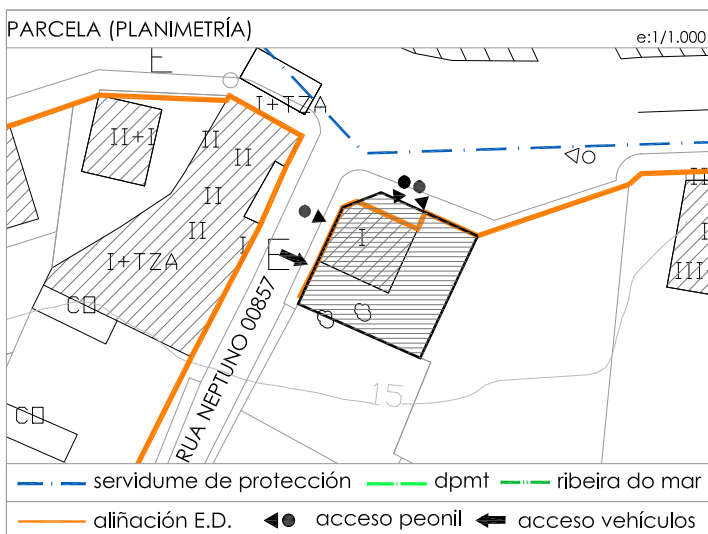 PARCELA (PLANIMETRÍA)
e:1/1.000
E
I+TZA
II+I
II
II
II
II
II
I
III
I
I
I+TZA
E
CO
15
CO
RUA NEPTUNO 00857
servidume de protección
dpmt
ribeira do mar
aliñación E.D.
acceso peonil
acceso vehículos